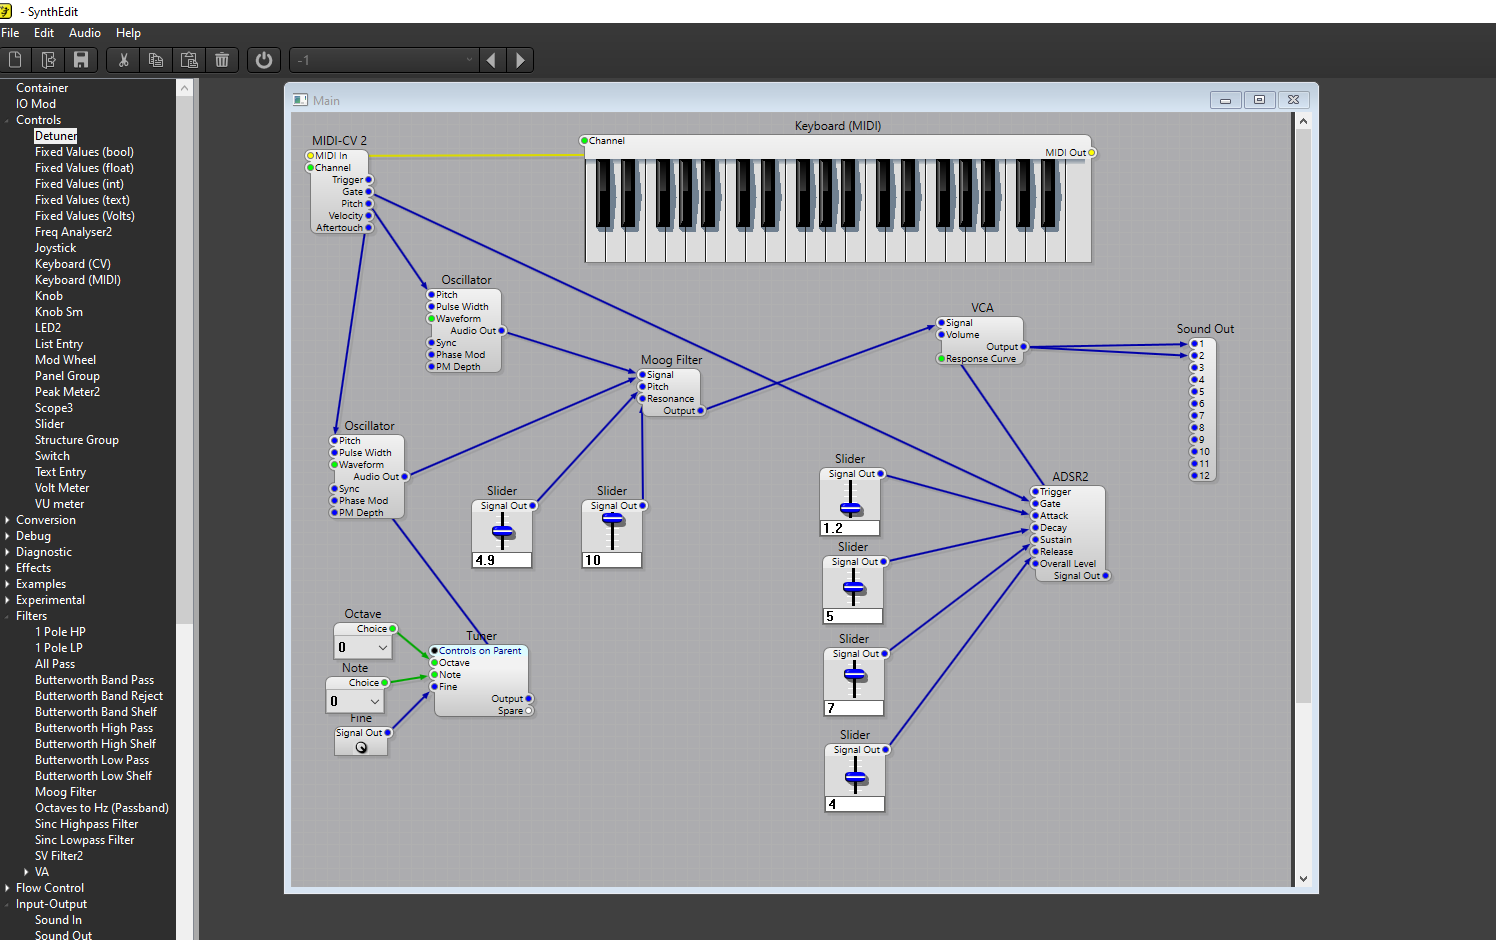 - SynthEdit
File Edit Audio Help
-1
Container
IO Mod
Controls
Detuner
Fixed Values (bool)
Fixed Values (float)
Fixed Values (int)
Fixed Values (text)
Fixed Values (Volts)
Freq Analyser2
Joystick
Keyboard (CV)
Keyboard (MIDI)
Knob
Knob Sm
LED2
List Entry
Mod Wheel
Panel Group
Peak Meter2
Scope3
Slider
Structure Group
Switch
Text Entry
Volt Meter
VU meter
Conversion
Debug
Diagnostic
Effects
Examples
Experimental
Filters
1 Pole HP
1 Pole LP
All Pass
Butterworth Band Pass
Butterworth Band Reject
Butterworth Band Shelf
Butterworth High Pass
Butterworth High Shelf
Butterworth Low Pass
Butterworth Low Shelf
Moog Filter
Octaves to Hz (Passband)
Sinc Highpass Filter
Sinc Lowpass Filter
SV Filter2
VA
Flow Control
Input-Output
Sound In
Sound Out
Main
MIDI-CV 2
MIDI In
Channel
Trigger
Gate
Pitch
Velocity
Aftertouch
Keyboard (MIDI)
Channel
MIDI Out
Oscillator
Pitch
Pulse Width
Waveform
Audio Out
Sync
Phase Mod
PM Depth
Moog Filter
Signal
Pitch
Resonance
Output
VCA
Signal
Volume
Output
Response Curve
Sound Out
1
2
3
4
5
6
7
8
9
10
11
12
Oscillator
Pitch
Pulse Width
Waveform
Audio Out
Sync
Phase Mod
PM Depth
Slider
Signal Out
4.9
Slider
Signal Out
10
Slider
Signal Out
1.2
Slider
Signal Out
5
Slider
Signal Out
7
Slider
Signal Out
4
ADSR2
Trigger
Gate
Attack
Decay
Sustain
Release
Overall Level
Signal Out
Octave
Choice
0
Note
Choice
0
Fine
Signal Out
Tuner
Controls on Parent
Octave
Note
Fine
Output
Spare